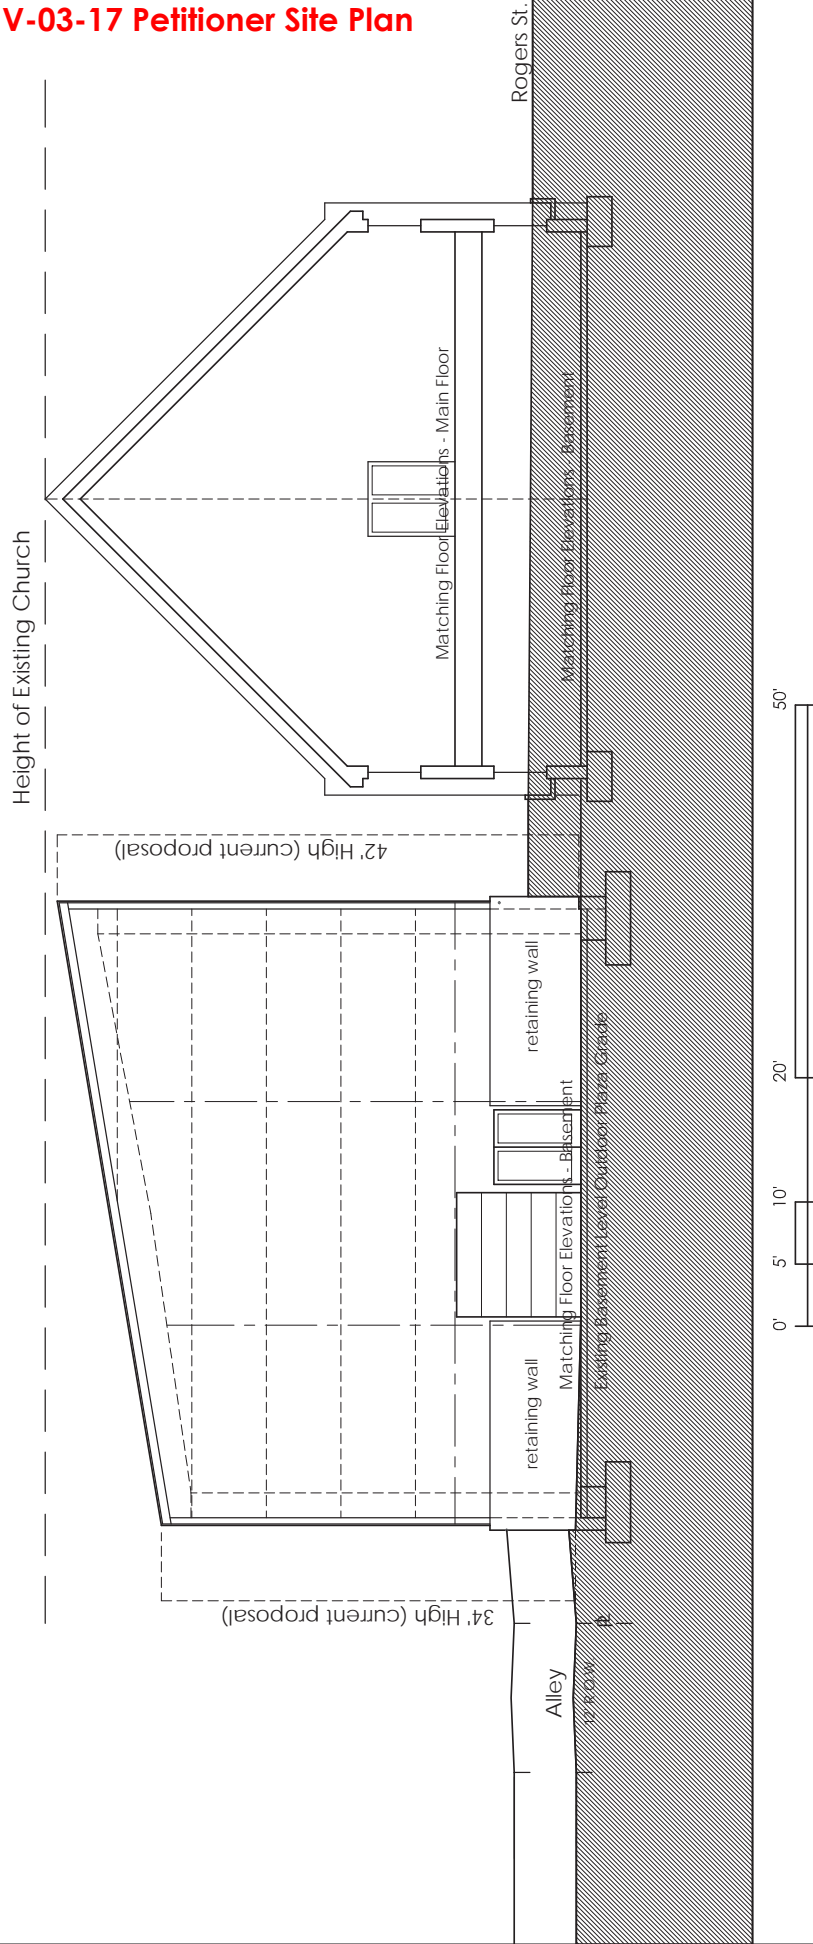 V-03-17 Petitioner Site Plan
Rogers St.
Height of Existing Church
Matching Floor Elevations - Main Floor
Matching Floor Elevations - Basement
42' High (current proposal)
retaining wall
Matching Floor Elevations - Basement
Existing Basement Level Outdoor Plaza Grade
retaining wall
34' High (current proposal)
Alley
12' R.O.W.
PL
0'
5'
10'
20'
50'